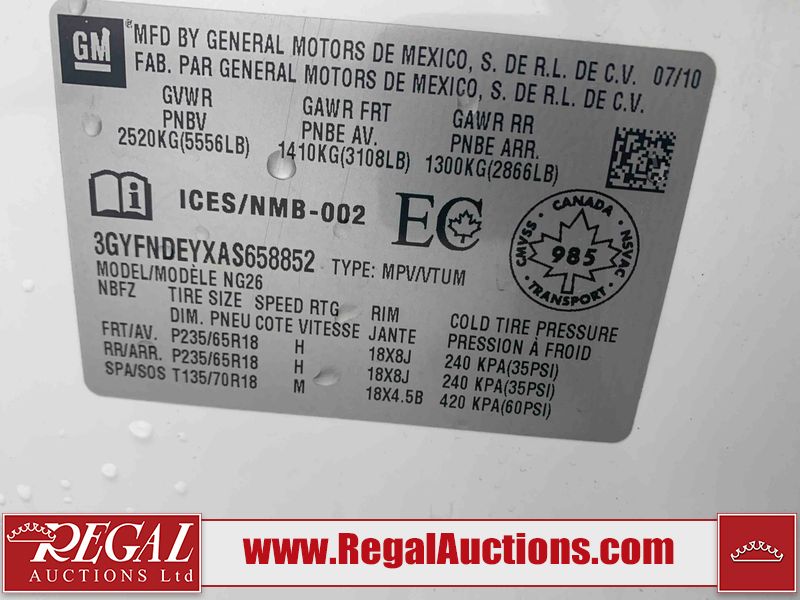 GM
MFD BY GENERAL MOTORS DE MEXICO, S. DE R.L. DE C.V. 07/10
FAB. PAR GENERAL MOTORS DE MEXICO, S. DE R.L. DE C.V.
GVWR GAWR FRT GAWR RR
PNBV PNBE AV. PNBE ARR.
2520KG(5556LB) 1410KG(3108LB) 1300KG(2866LB)
i ICES/NMB-002 EC
CANADA
CMVSS 985 NSVAC
TRANSPORT
3GYFNDEYXAS658852 TYPE: MPV/VTUM
MODEL/MODÈLE NG26
NBFZ TIRE SIZE SPEED RTG RIM COLD TIRE PRESSURE
DIM. PNEU COTE VITESSE JANTE PRESSION À FROID
FRT/AV. P235/65R18 H 18X8J 240 KPA(35PSI)
RR/ARR. P235/65R18 H 18X8J 240 KPA(35PSI)
SPA/SOS T135/70R18 M 18X4.5B 420 KPA(60PSI)
REGAL
AUCTIONS Ltd
www.RegalAuctions.com